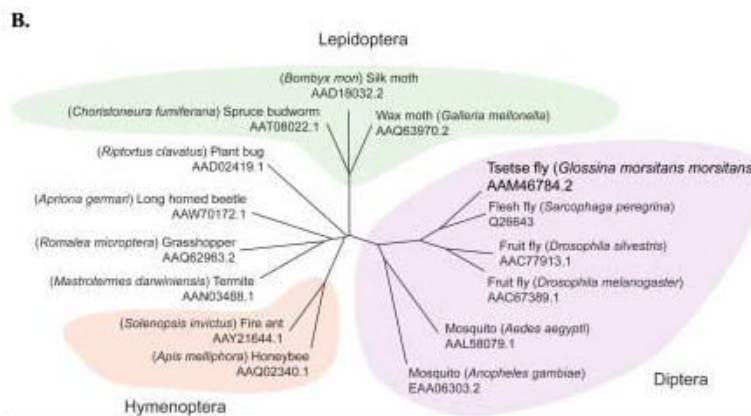 B.
Lepidoptera
(Bombyx mori) Silk moth
AAD18032.2
(Choristoneura fumiferana) Spruce budworm
AAT08022.1
Wax moth (Galleria mellonella)
AAQ63970.2
(Riptortus clavatus) Plant bug
AAD02419.1
Tsetse fly (Glossina morsitans morsitans)
AAM46784.2
(Apriona germari) Long horned beetle
AAW70172.1
Flesh fly (Sarcophaga peregrina)
Q26643
(Romalea microptera) Grasshopper
AAQ62963.2
Fruit fly (Drosophila silvestris)
AAC77913.1
(Mastrotermes darwiniensis) Termite
AAN03488.1
Fruit fly (Drosophila melanogaster)
AAC67389.1
(Solenopsis invictus) Fire ant
AAY21644.1
Mosquito (Aedes aegypti)
AAL58079.1
(Apis melliphora) Honeybee
AAQ02340.1
Mosquito (Anopheles gambiae)
EAA06303.2
Diptera
Hymenoptera